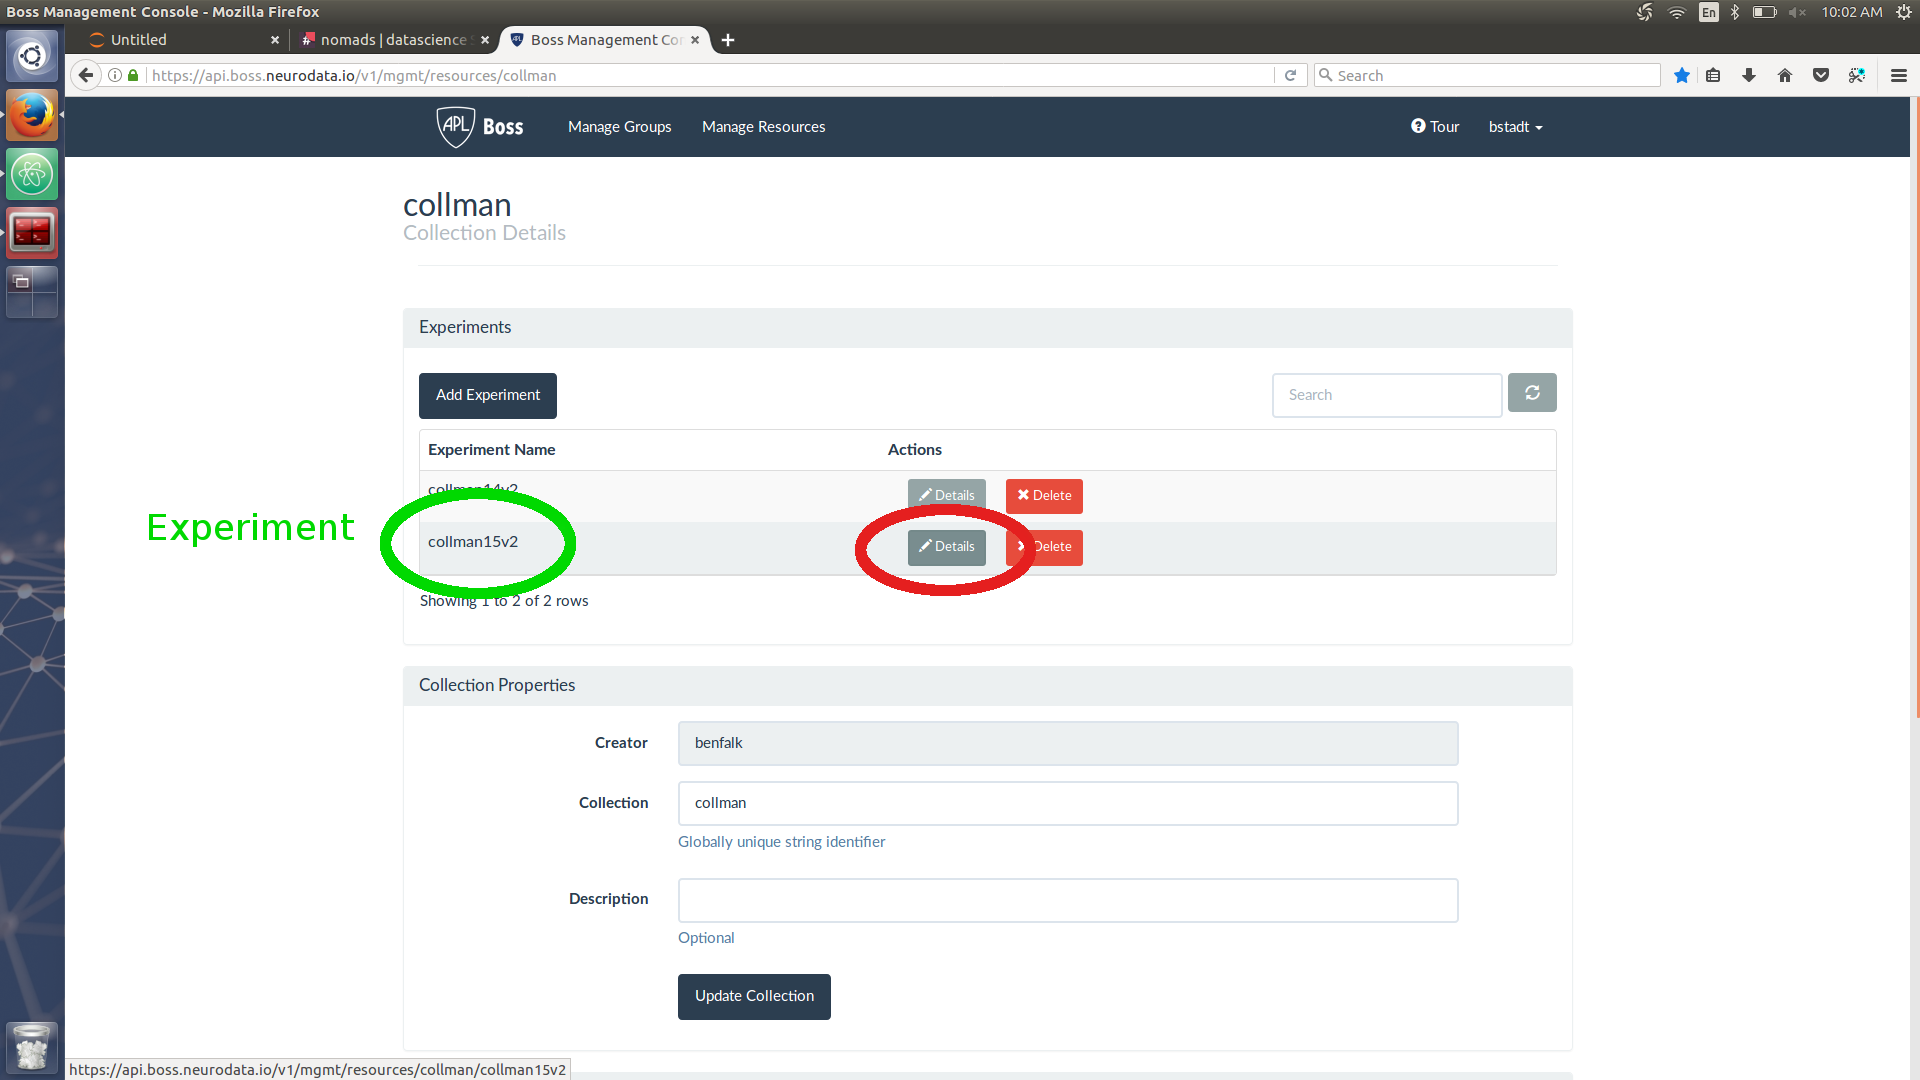 Boss Management Console - Mozilla Firefox
En
10:02 AM
Untitled
nomads | datascience
Boss Management Co
https://api.boss.neurodata.io/v1/mgmt/resources/collman
Search
APL Boss
Manage Groups
Manage Resources
Tour
bstadt
collman
Collection Details
Experiments
Add Experiment
Search
Experiment Name
Actions
collman14v2
Details
Delete
Experiment
collman15v2
Details
Delete
Showing 1 to 2 of 2 rows
Collection Properties
Creator
benfalk
Collection
collman
Globally unique string identifier
Description
Optional
Update Collection
https://api.boss.neurodata.io/v1/mgmt/resources/collman/collman15v2